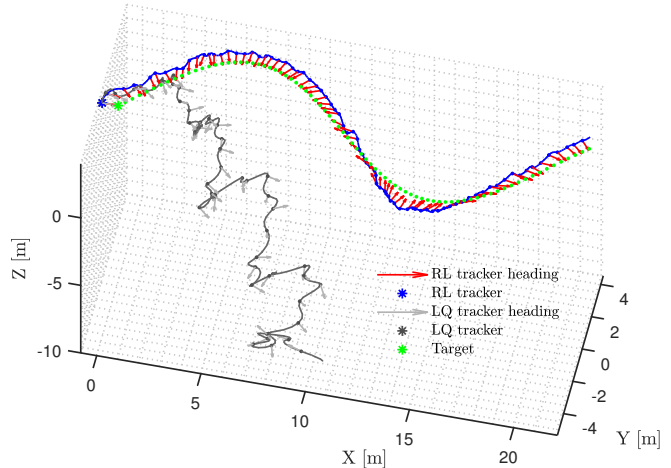 0
-5
-10
Z [m]
0
5
10
15
20
X [m]
4
2
0
-2
-4
Y [m]
RL tracker heading
RL tracker
LQ tracker heading
LQ tracker
Target